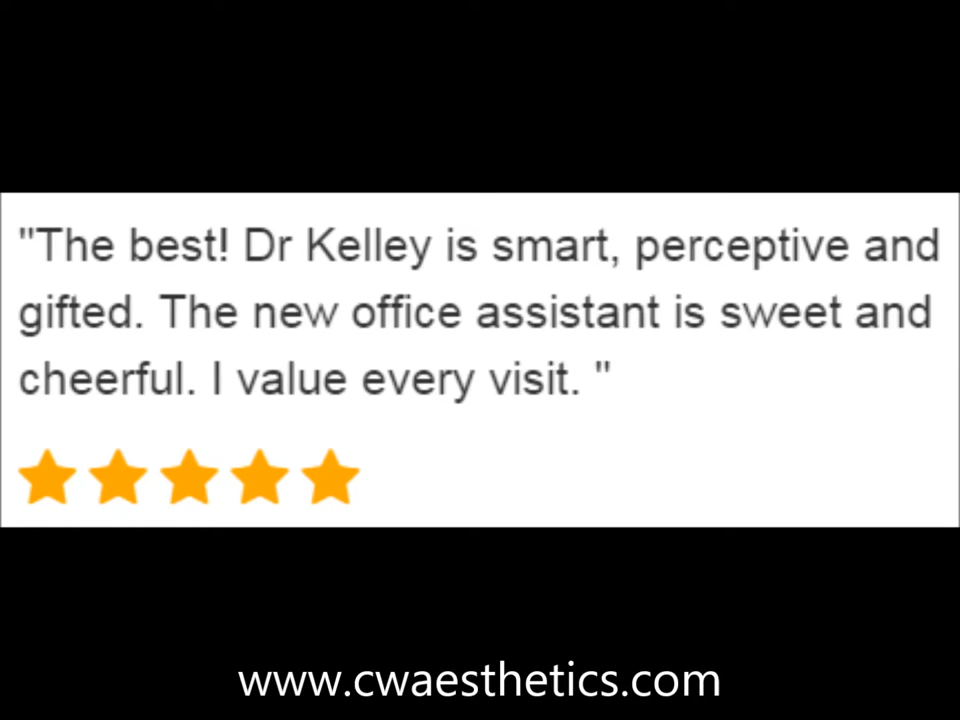 "The best! Dr Kelley is smart, perceptive and
gifted. The new office assistant is sweet and
cheerful. I value every visit. "
www.cwaesthetics.com